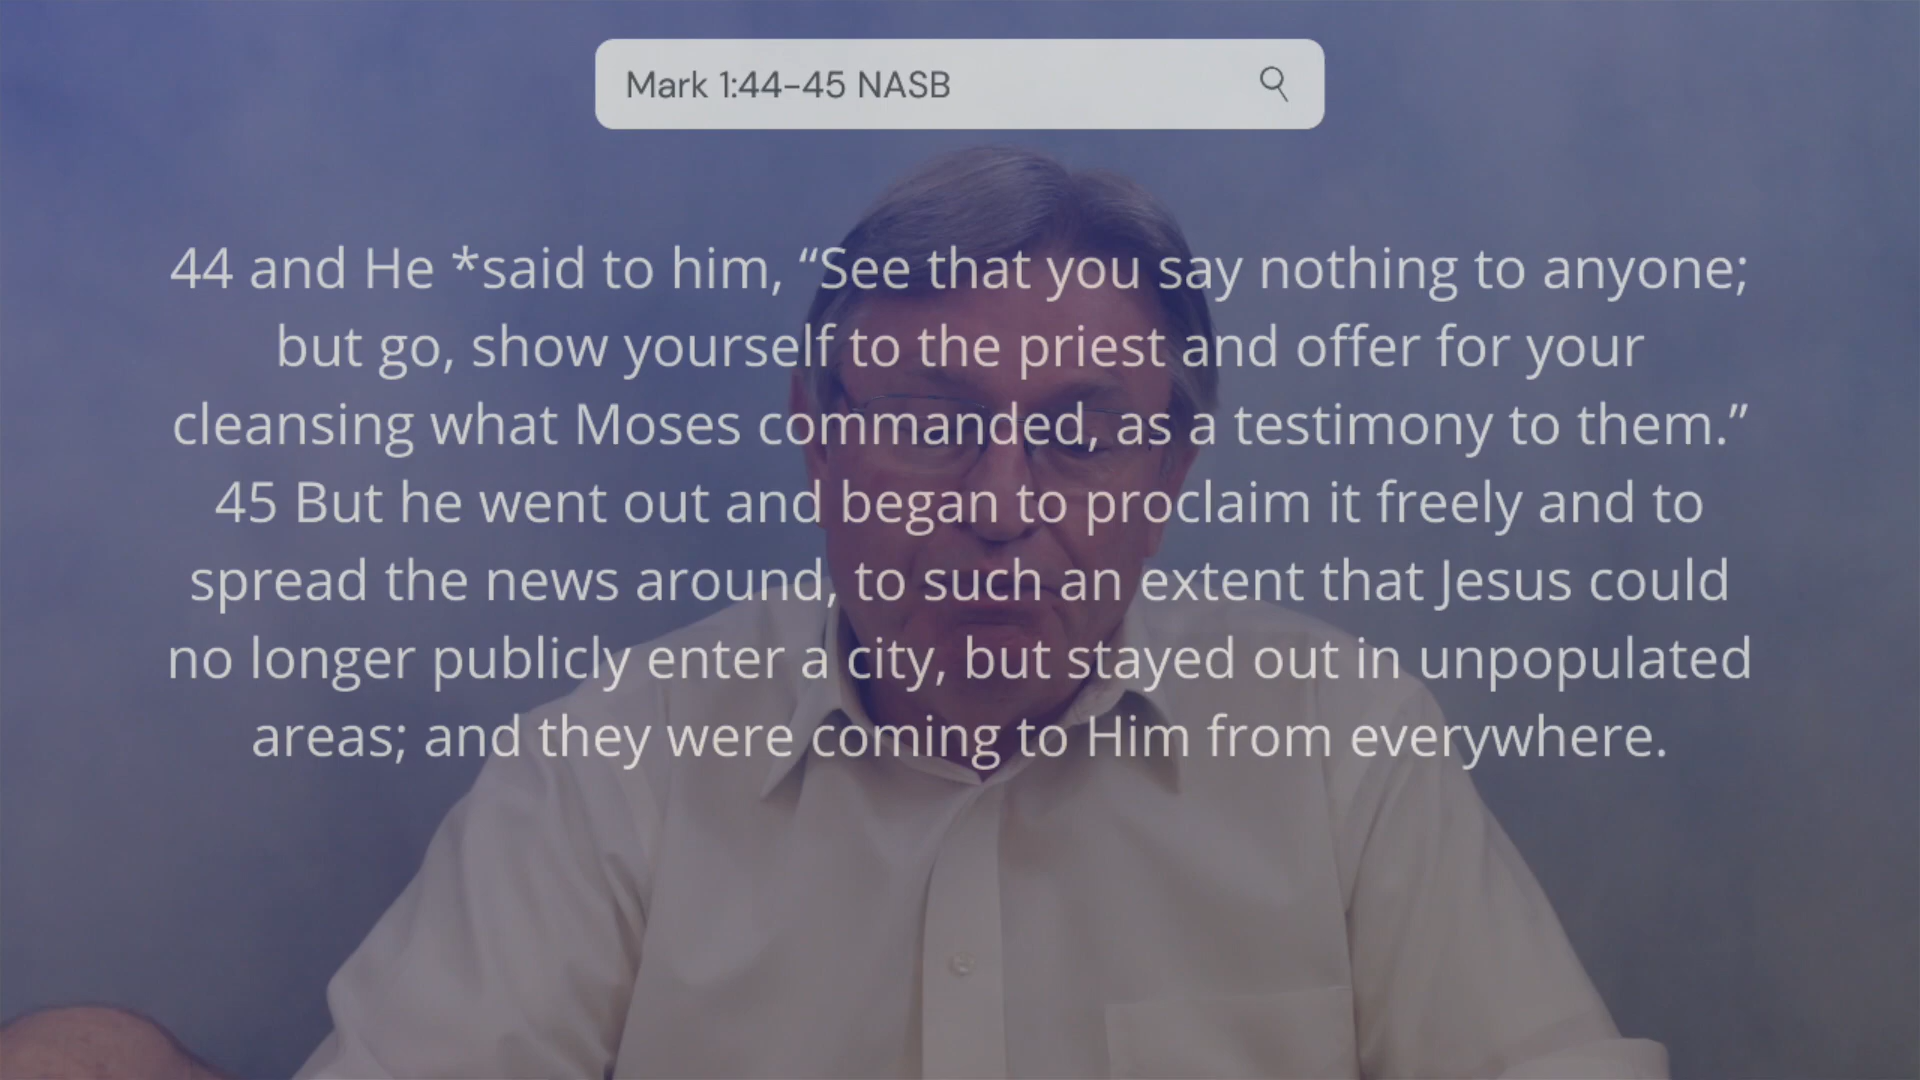 Mark 1:44-45 NASB
44 and He *said to him, “See that you say nothing to anyone;
but go, show yourself to the priest and offer for your
cleansing what Moses commanded, as a testimony to them.”
45 But he went out and began to proclaim it freely and to
spread the news around, to such an extent that Jesus could
no longer publicly enter a city, but stayed out in unpopulated
areas; and they were coming to Him from everywhere.